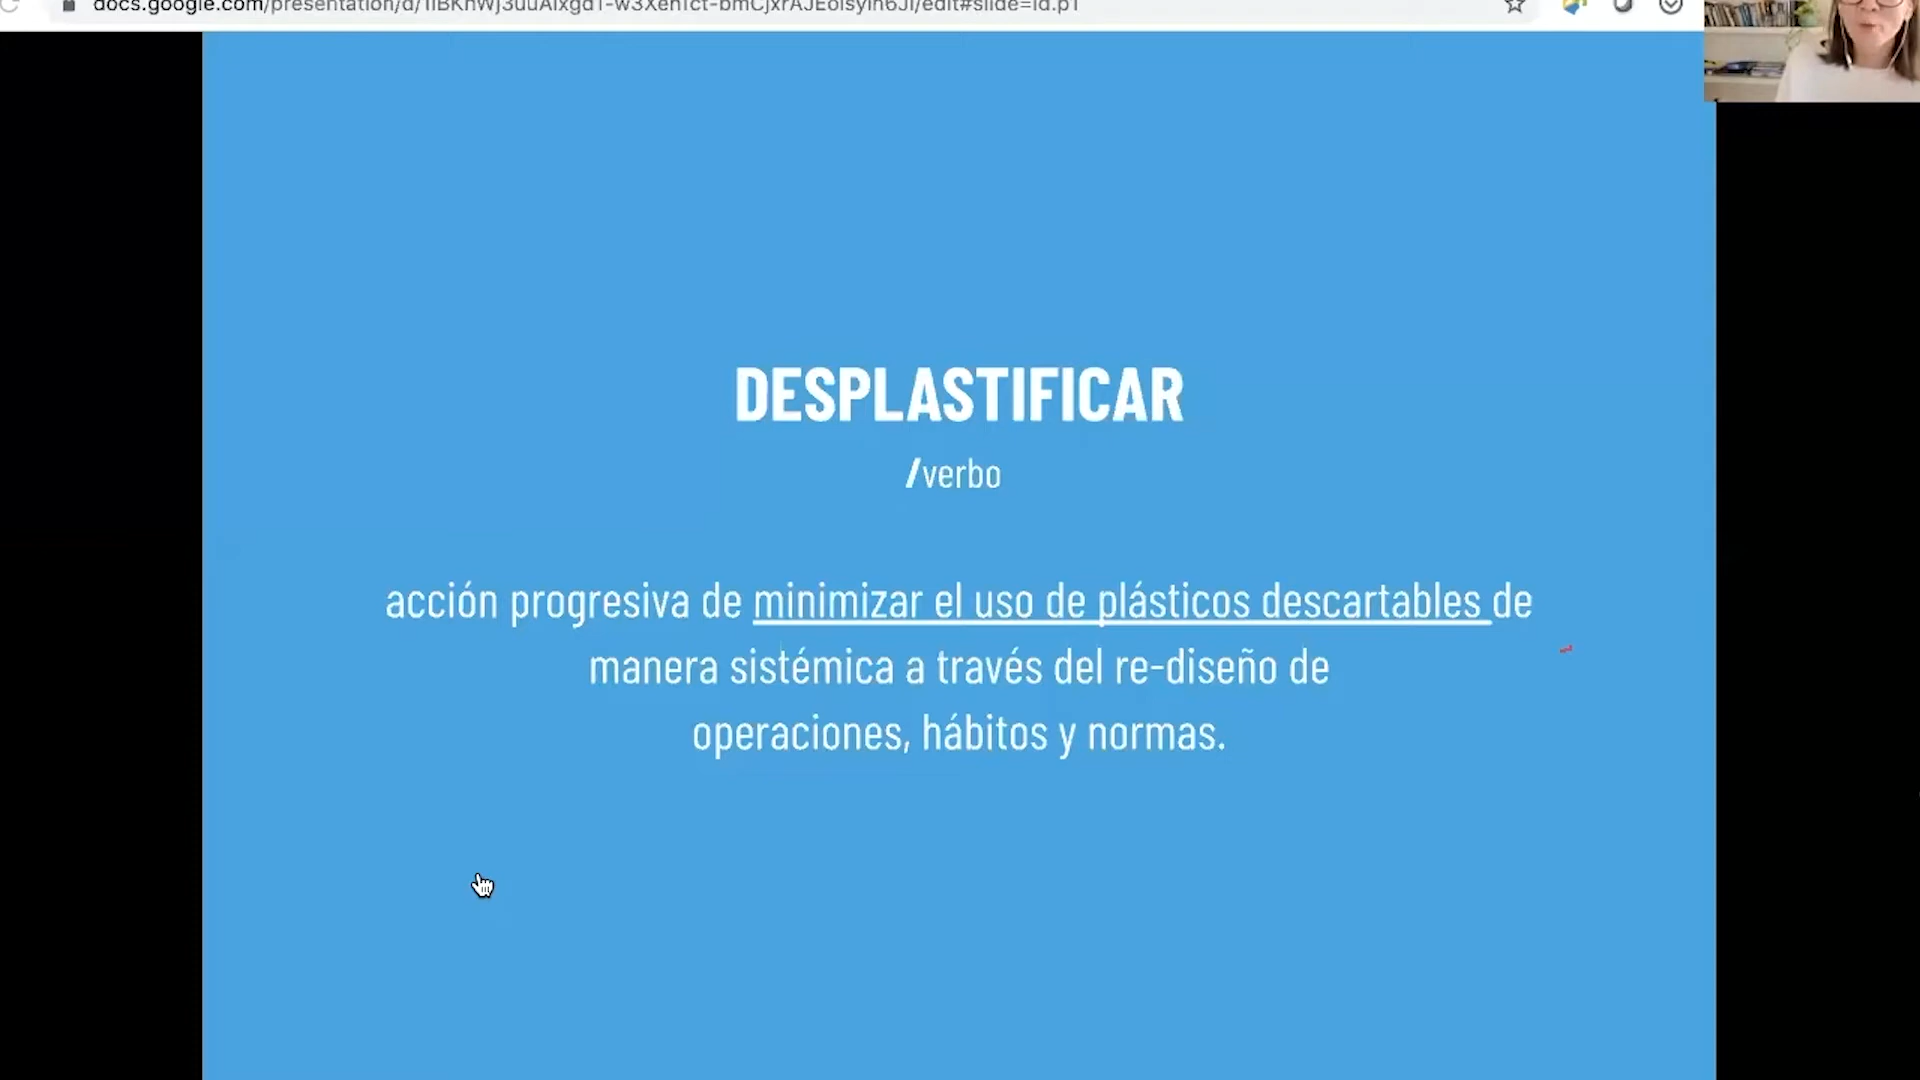 DESPLASTIFICAR
/verbo
acción progresiva de minimizar el uso de plásticos descartables de
manera sistémica a través del re-diseño de
operaciones, hábitos y normas.